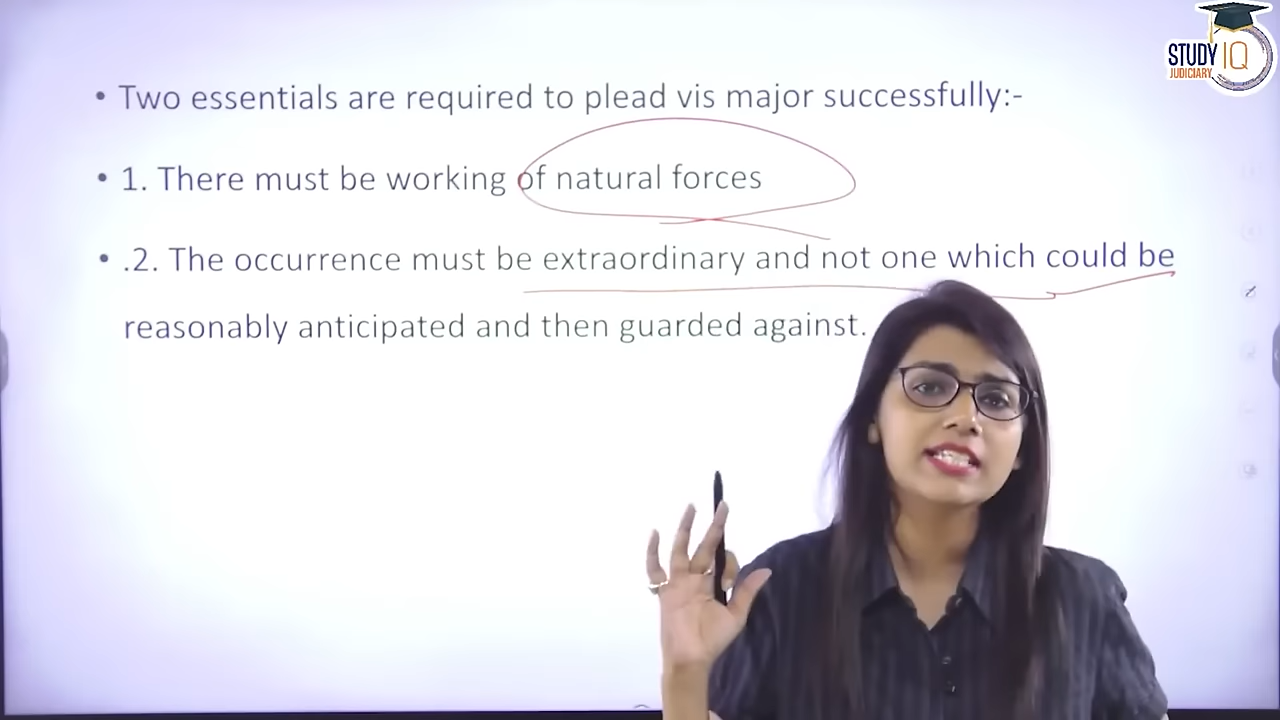 STUDY IQ
JUDICIARY
• Two essentials are required to plead vis major successfully:-
• 1. There must be working of natural forces
• .2. The occurrence must be extraordinary and not one which could be
reasonably anticipated and then guarded against.